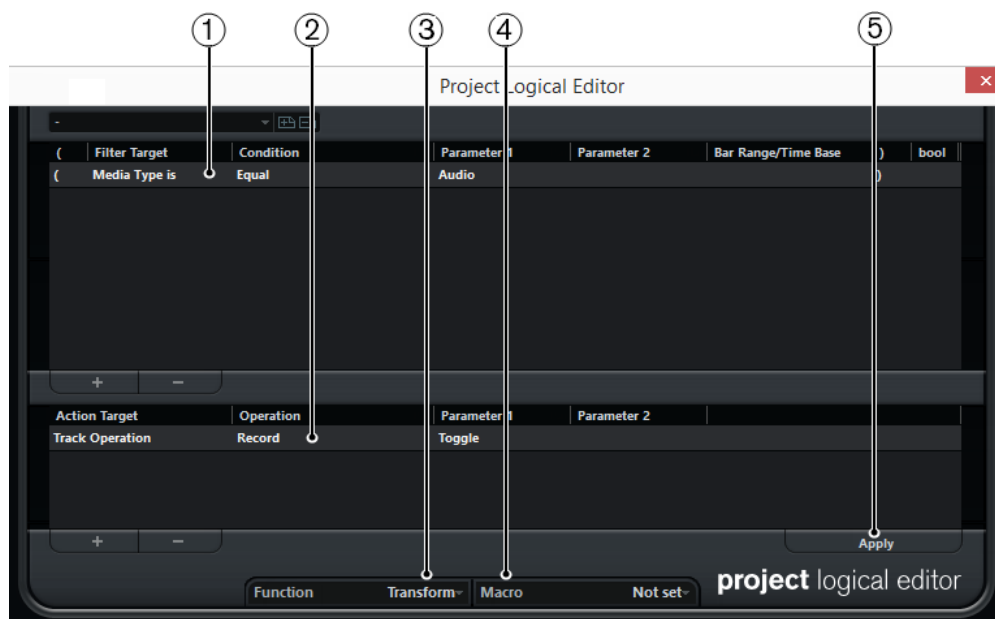 ① ② ③ ④ ⑤
Project Logical Editor ×
-
( Filter Target Condition Parameter 1 Parameter 2 Bar Range/Time Base ) bool
( Media Type is Equal Audio )
+ −
Action Target Operation Parameter 1 Parameter 2
Track Operation Record Toggle
+ − Apply
Function Transform Macro Not set project logical editor